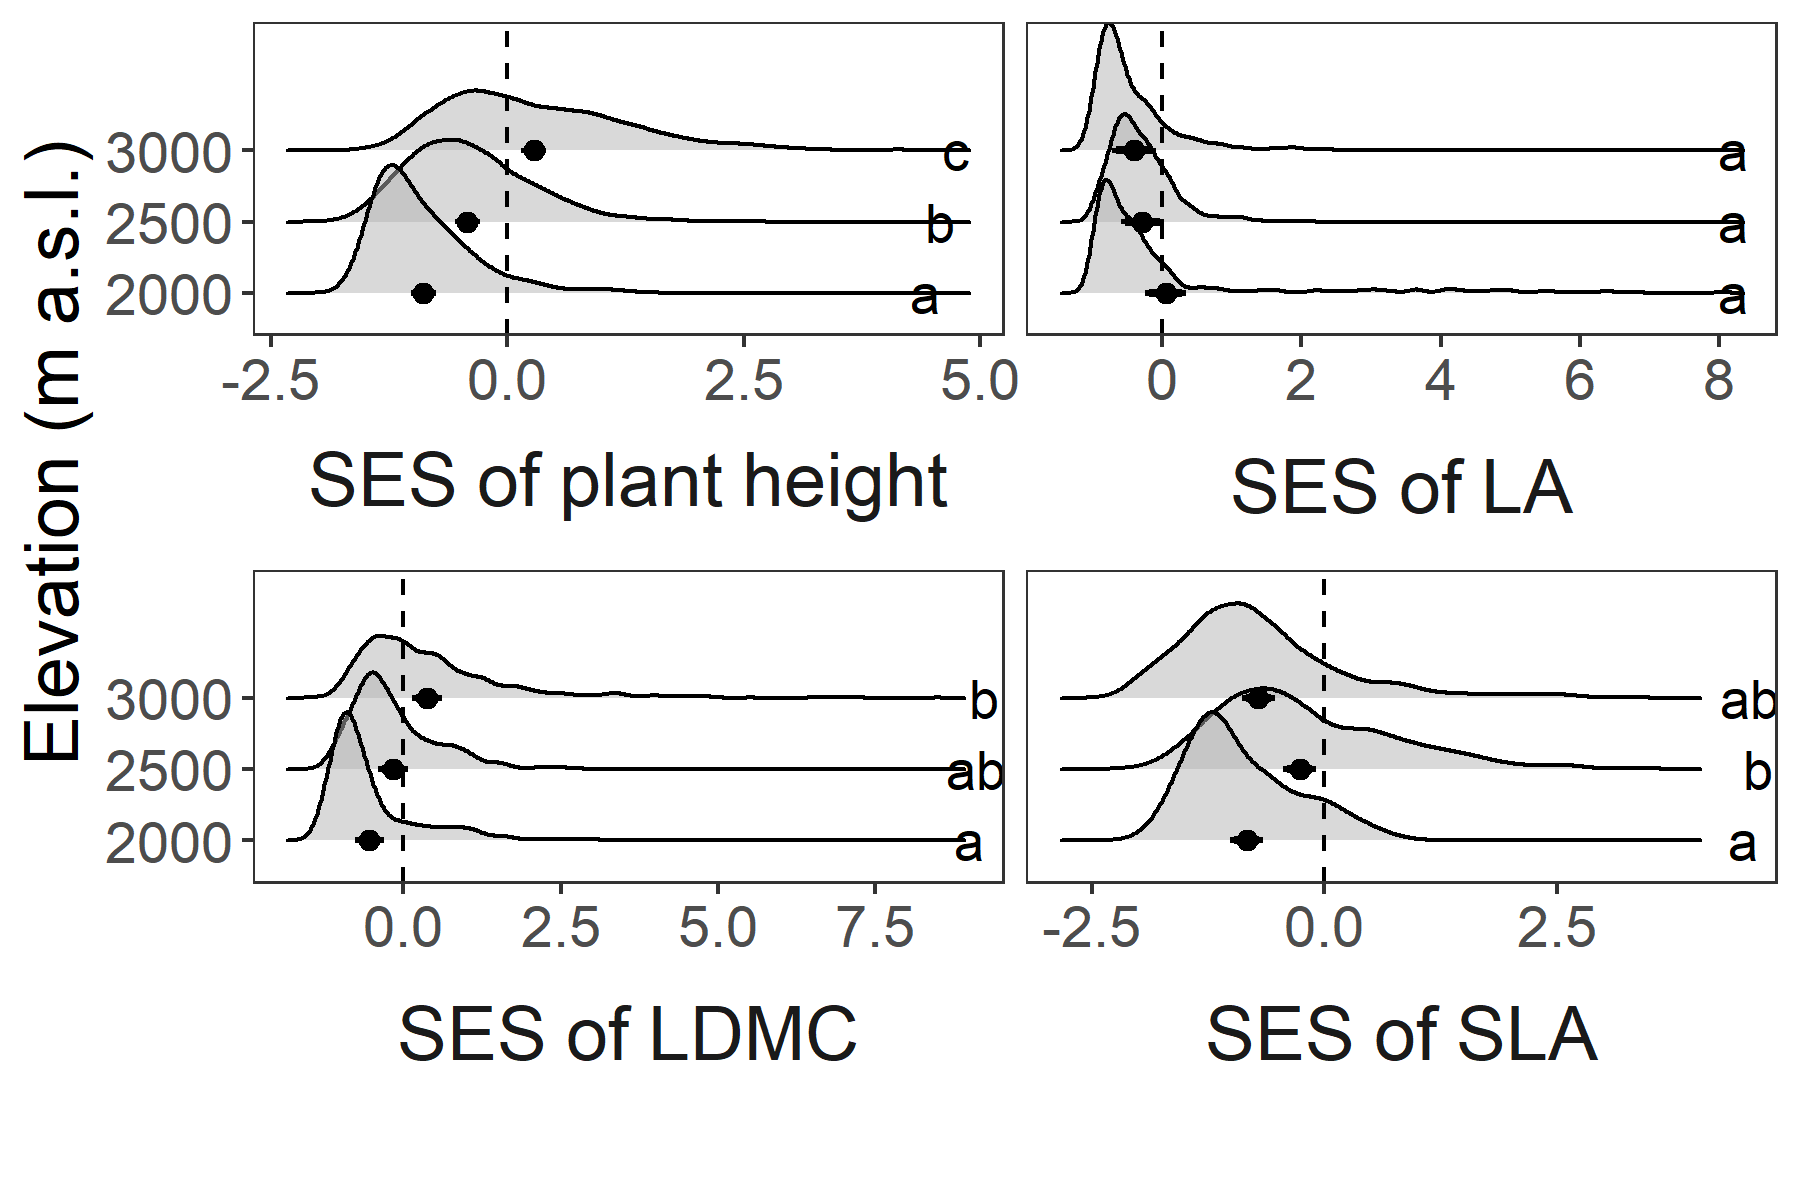 Elevation (m a.s.l.)
3000
2500
2000
c
b
a
-2.5 0.0 2.5 5.0
SES of plant height
a
a
a
0 2 4 6 8
SES of LA
3000
2500
2000
b
ab
a
0.0 2.5 5.0 7.5
SES of LDMC
ab
b
a
-2.5 0.0 2.5
SES of SLA